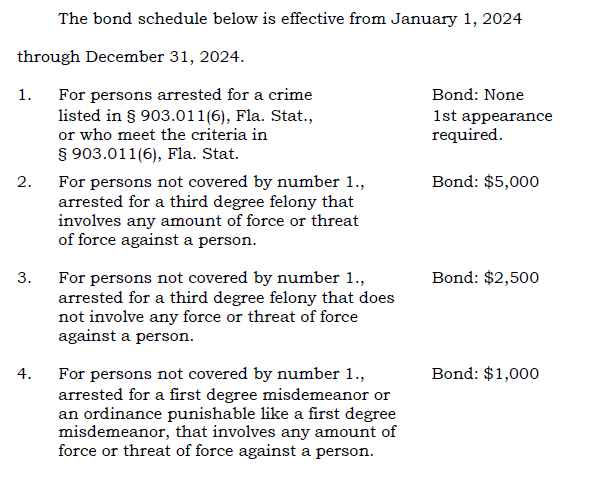 The bond schedule below is effective from January 1, 2024
through December 31, 2024.
1. For persons arrested for a crime Bond: None
listed in § 903.011(6), Fla. Stat., 1st appearance
or who meet the criteria in required.
§ 903.011(6), Fla. Stat.
2. For persons not covered by number 1., Bond: $5,000
arrested for a third degree felony that
involves any amount of force or threat
of force against a person.
3. For persons not covered by number 1., Bond: $2,500
arrested for a third degree felony that does
not involve any force or threat of force
against a person.
4. For persons not covered by number 1., Bond: $1,000
arrested for a first degree misdemeanor or
an ordinance punishable like a first degree
misdemeanor, that involves any amount of
force or threat of force against a person.